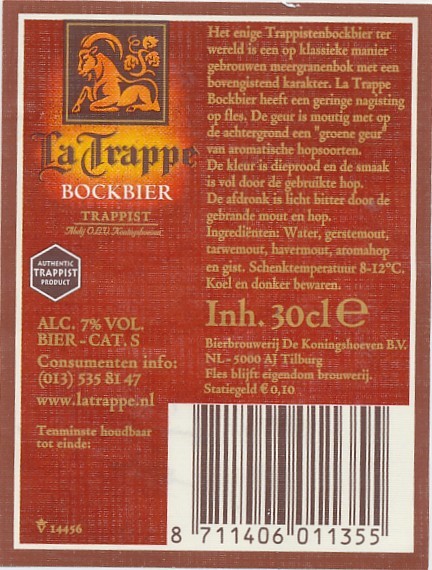 La Trappe
BOCKBIER
TRAPPIST
Abdij O.L.V. Koningshoeven
AUTHENTIC
TRAPPIST
PRODUCT
ALC. 7% VOL.
BIER - CAT. S
Consumenten info:
(013) 535 81 47
www.latrappe.nl
Tenminste houdbaar
tot einde:
14456
Het enige Trappistenbockbier ter
wereld is een op klassieke manier
gebrouwen meergranenbok met een
bovengistend karakter. La Trappe
Bockbier heeft een geringe nagisting
op fles. De geur is moutig met op
de achtergrond een "groene geur"
van aromatische hopsoorten.
De kleur is dieprood en de smaak
is vol door de gebruikte hop.
De afdronk is licht bitter door de
gebrande mout en hop.
Ingrediënten: Water, gerstemout,
tarwemout, havermout, aromahop
en gist. Schenktemperatuur 8-12°C.
Koel en donker bewaren.
Inh. 30cl e
Bierbrouwerij De Koningshoeven B.V.
NL - 5000 AJ Tilburg
Fles blijft eigendom brouwerij.
Statiegeld € 0,10
8 711406 011355